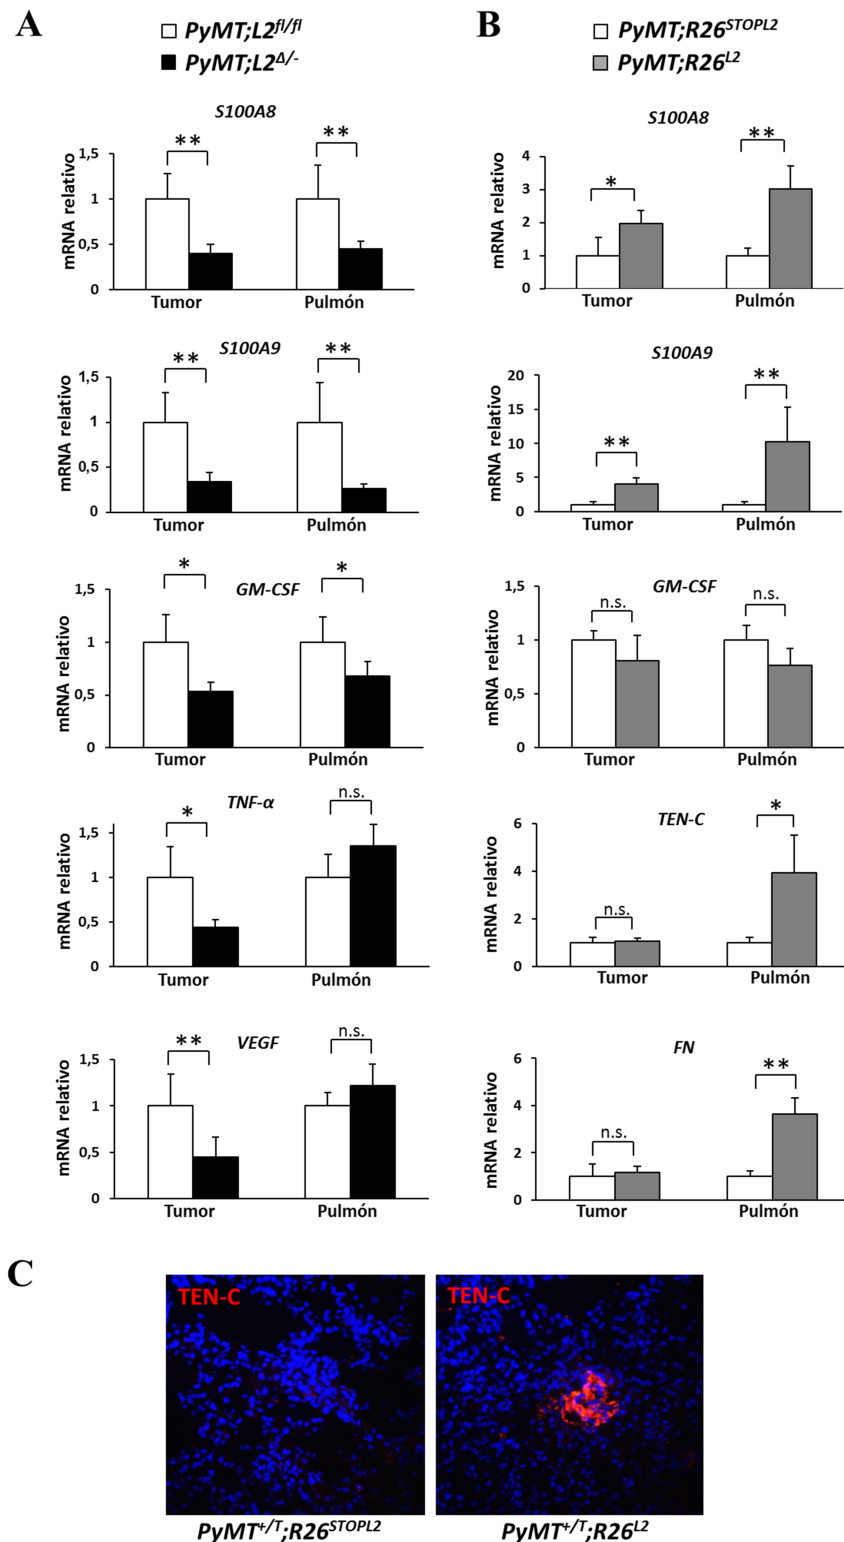 A
PyMT;L2fl/fl
PyMT;L2Δ/-
S100A8
**
**
1,5
1
0,5
0
mRNA relativo
Tumor
Pulmón
S100A9
**
**
1,5
1
0,5
0
mRNA relativo
Tumor
Pulmón
GM-CSF
*
*
1,5
1
0,5
0
mRNA relativo
Tumor
Pulmón
TNF-α
*
n.s.
1,5
1
0,5
0
mRNA relativo
Tumor
Pulmón
VEGF
**
n.s.
1,5
1
0,5
0
mRNA relativo
Tumor
Pulmón
B
PyMT;R26STOPL2
PyMT;R26L2
S100A8
*
**
4
3
2
1
0
mRNA relativo
Tumor
Pulmón
S100A9
**
**
20
15
10
5
0
mRNA relativo
Tumor
Pulmón
GM-CSF
n.s.
n.s.
1,5
1
0,5
0
mRNA relativo
Tumor
Pulmón
TEN-C
n.s.
*
6
4
2
0
mRNA relativo
Tumor
Pulmón
FN
n.s.
**
6
4
2
0
mRNA relativo
Tumor
Pulmón
C
TEN-C
TEN-C
PyMT+/T;R26STOPL2
PyMT+/T;R26L2